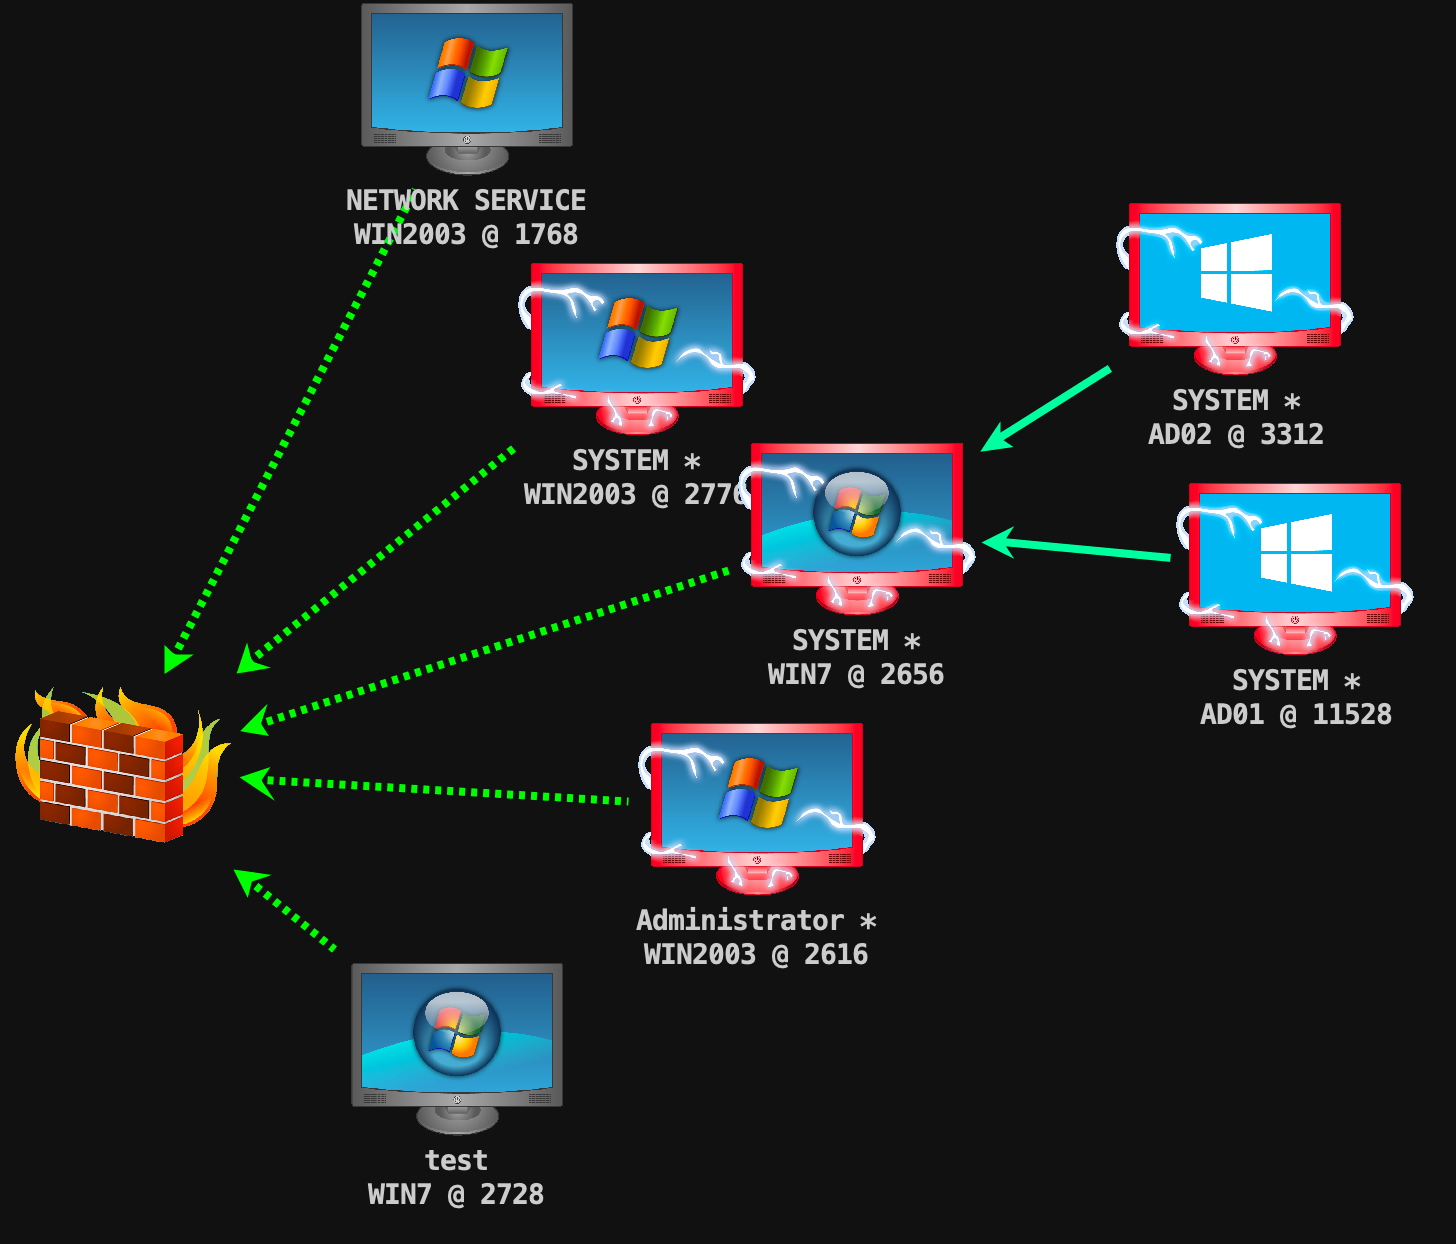 NETWORK SERVICE
WIN2003 @ 1768
SYSTEM *
WIN2003 @ 2776
SYSTEM *
AD02 @ 3312
SYSTEM *
WIN7 @ 2656
SYSTEM *
AD01 @ 11528
Administrator *
WIN2003 @ 2616
test
WIN7 @ 2728